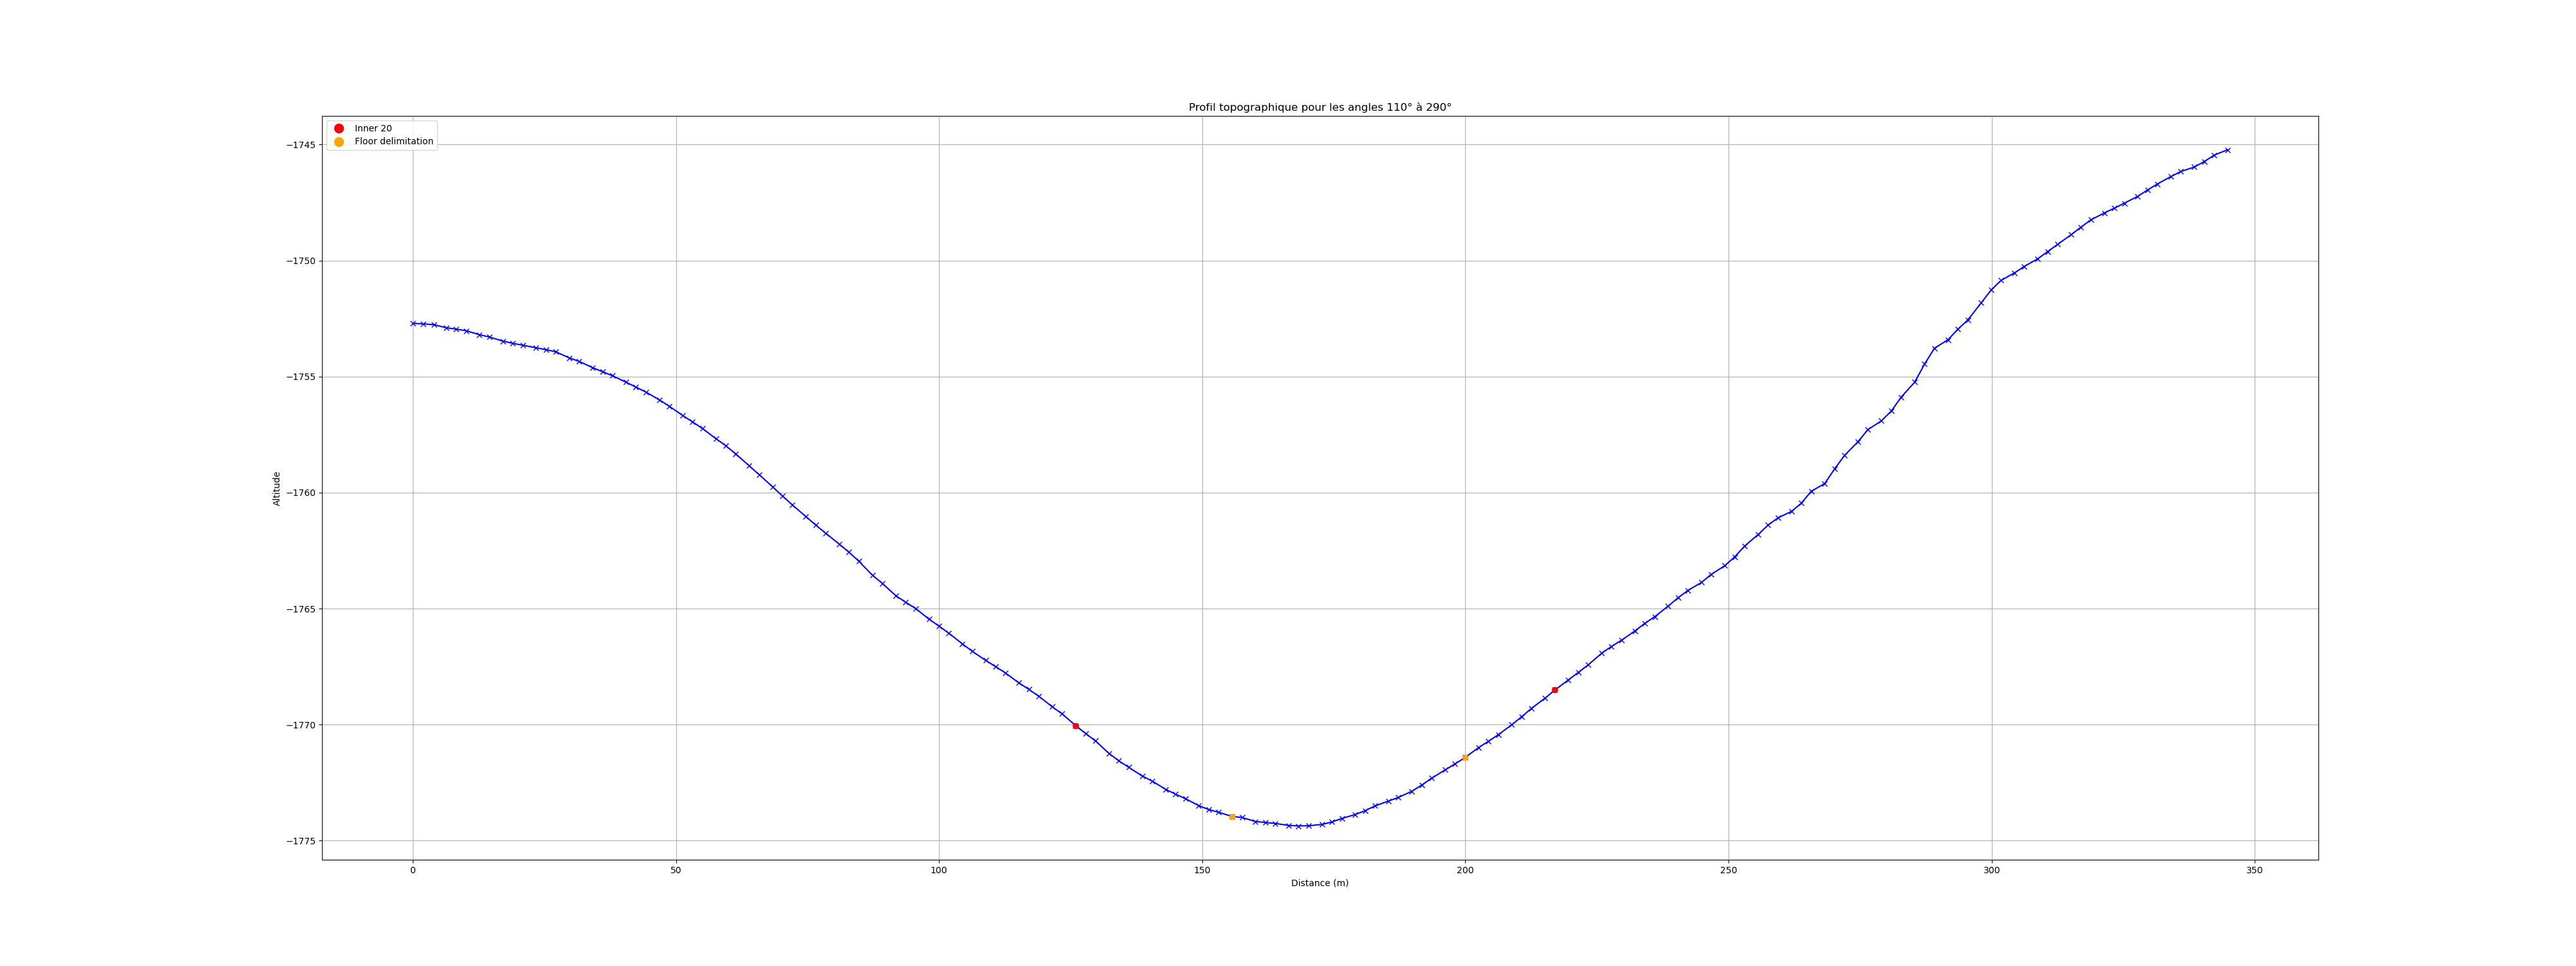 Profil topographique pour les angles 110° à 290°
Inner 20
Floor delimitation
−1745
−1750
−1755
−1760
−1765
−1770
−1775
Altitude
0 50 100 150 200 250 300 350
Distance (m)